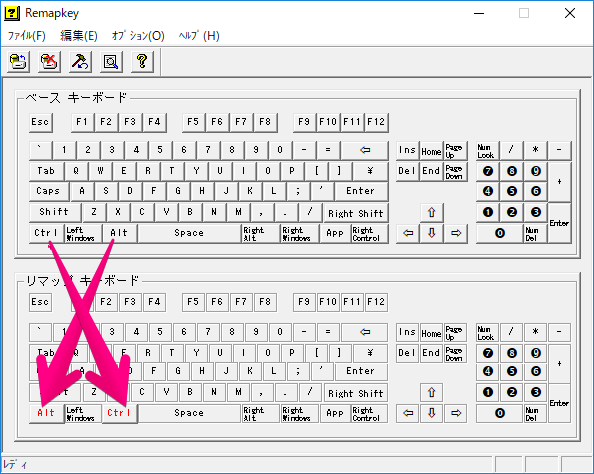 Remapkey
ファイル(F) 編集(E) オプション(O) ヘルプ(H)
ベース キーボード
Esc F1 F2 F3 F4 F5 F6 F7 F8 F9 F10 F11 F12
` 1 2 3 4 5 6 7 8 9 0 - = Ins Home Page Up Num Lock / * -
Tab Q W E R T Y U I O P [ ] ¥ Del End Page Down 7 8 9 +
Caps A S D F G H J K L ; ' Enter 4 5 6
Shift Z X C V B N M , . / Right Shift ⇧ 1 2 3 Enter
Ctrl Left Windows Alt Space Right Alt Right Windows App Right Control ⇦ ⇩ ⇨ 0 Num Del
リマップ キーボード
Esc F2 F3 F4 F5 F6 F7 F8 F9 F10 F11 F12
` 1 3 4 5 6 7 8 9 0 - = Ins Home Page Up Num Lock / * -
Tab E R T Y U I O P [ ] ¥ Del End Page Down 7 8 9 +
A D F G H J K L ; ' Enter 4 5 6
C V B N M , . / Right Shift ⇧ 1 2 3 Enter
Alt Left Windows Ctrl Space Right Alt Right Windows App Right Control ⇦ ⇩ ⇨ 0 Num Del
レディ